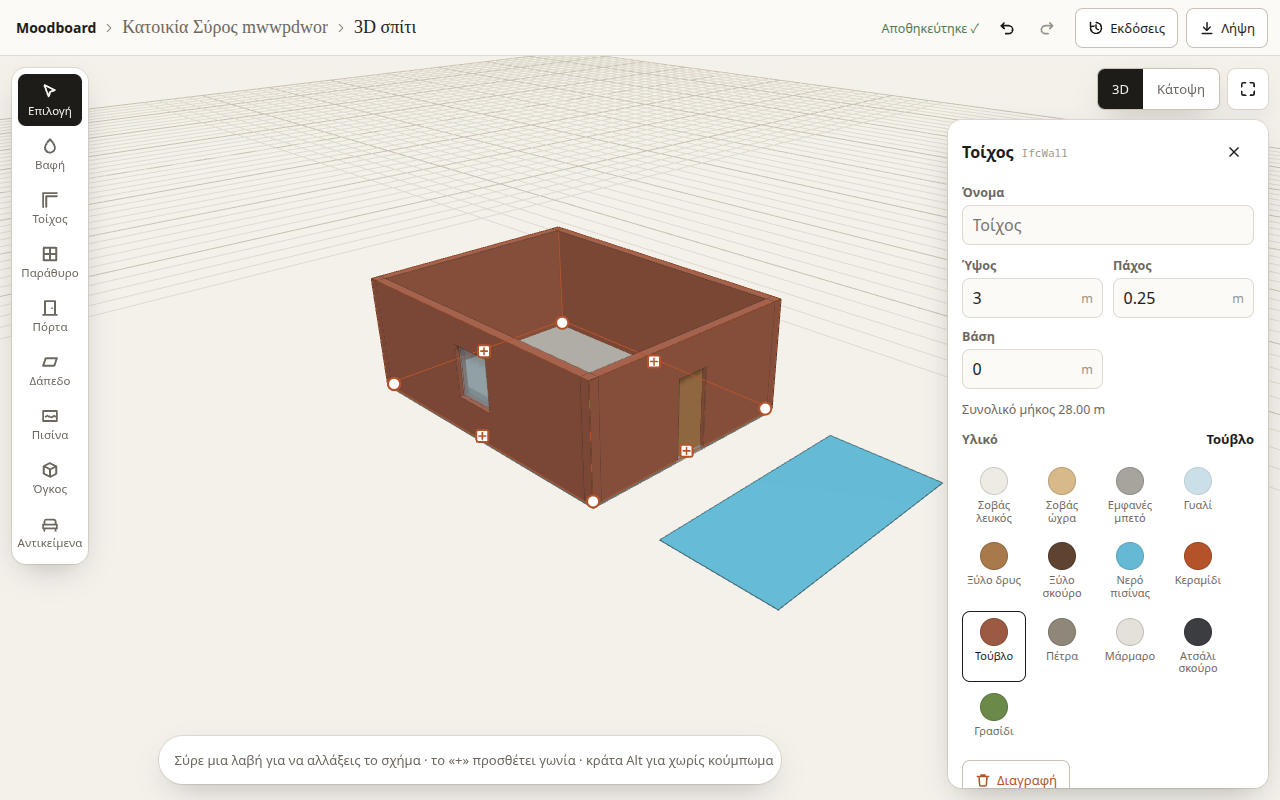 Moodboard > Κατοικία Σύρος mwwpdwor > 3D σπίτι
Αποθηκεύτηκε ✓
Εκδόσεις
Λήψη
Επιλογή
Βαφή
Τοίχος
Παράθυρο
Πόρτα
Δάπεδο
Πισίνα
Όγκος
Αντικείμενα
3D
Κάτοψη
Τοίχος IfcWall
Όνομα
Τοίχος
Ύψος
Πάχος
3 m
0.25 m
Βάση
0 m
Συνολικό μήκος 28.00 m
Υλικό
Τούβλο
Σοβάς λευκός
Σοβάς ώχρα
Εμφανές μπετό
Γυαλί
Ξύλο δρυς
Ξύλο σκούρο
Νερό πισίνας
Κεραμίδι
Τούβλο
Πέτρα
Μάρμαρο
Ατσάλι σκούρο
Γρασίδι
Διαγραφή
Σύρε μια λαβή για να αλλάξεις το σχήμα · το «+» προσθέτει γωνία · κράτα Alt για χωρίς κούμπωμα